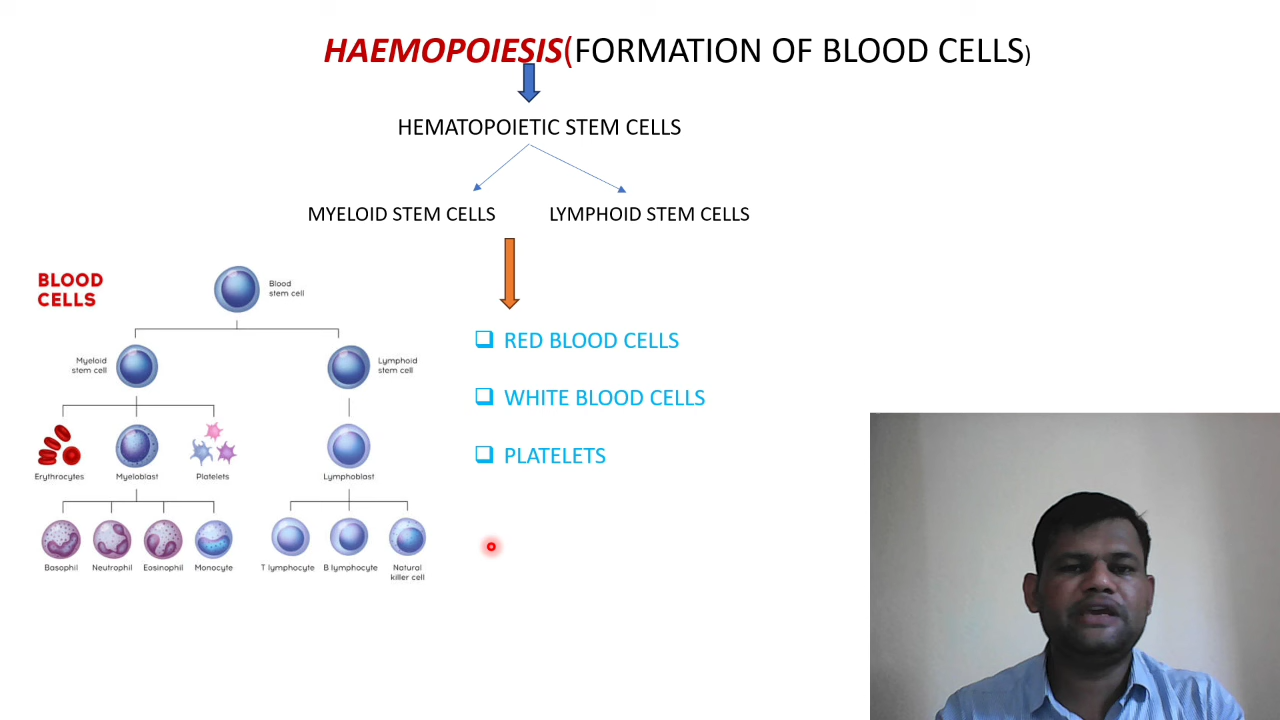 HAEMOPOIESIS(FORMATION OF BLOOD CELLS)
HEMATOPOIETIC STEM CELLS
MYELOID STEM CELLS
LYMPHOID STEM CELLS
BLOOD
CELLS
Blood
stem cell
Myeloid
stem cell
Lymphoid
stem cell
Erythrocytes
Myeloblast
Platelets
Lymphoblast
Basophil
Neutrophil
Eosinophil
Monocyte
T lymphocyte
B lymphocyte
Natural
killer cell
RED BLOOD CELLS
WHITE BLOOD CELLS
PLATELETS